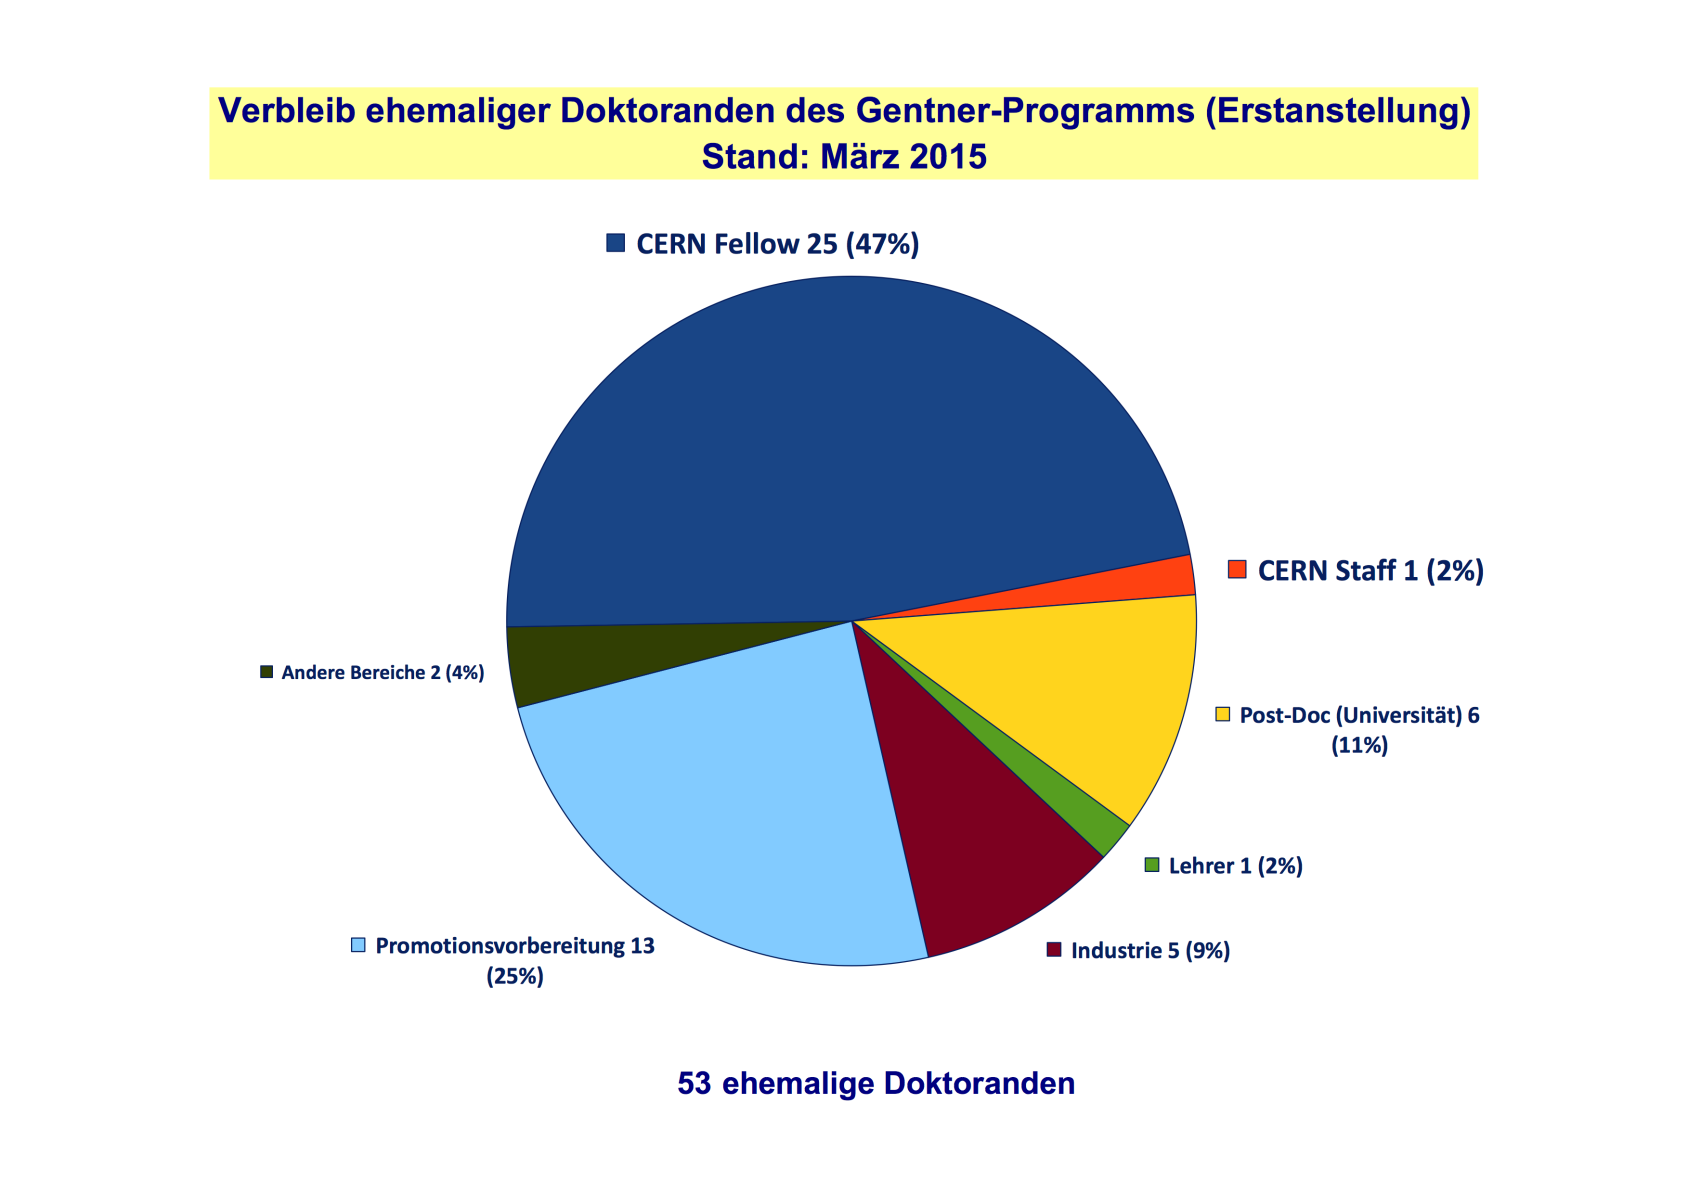 Verbleib ehemaliger Doktoranden des Gentner-Programms (Erstanstellung)
Stand: März 2015
CERN Fellow 25 (47%)
CERN Staff 1 (2%)
Andere Bereiche 2 (4%)
Post-Doc (Universität) 6
(11%)
Lehrer 1 (2%)
Promotionsvorbereitung 13
(25%)
Industrie 5 (9%)
53 ehemalige Doktoranden